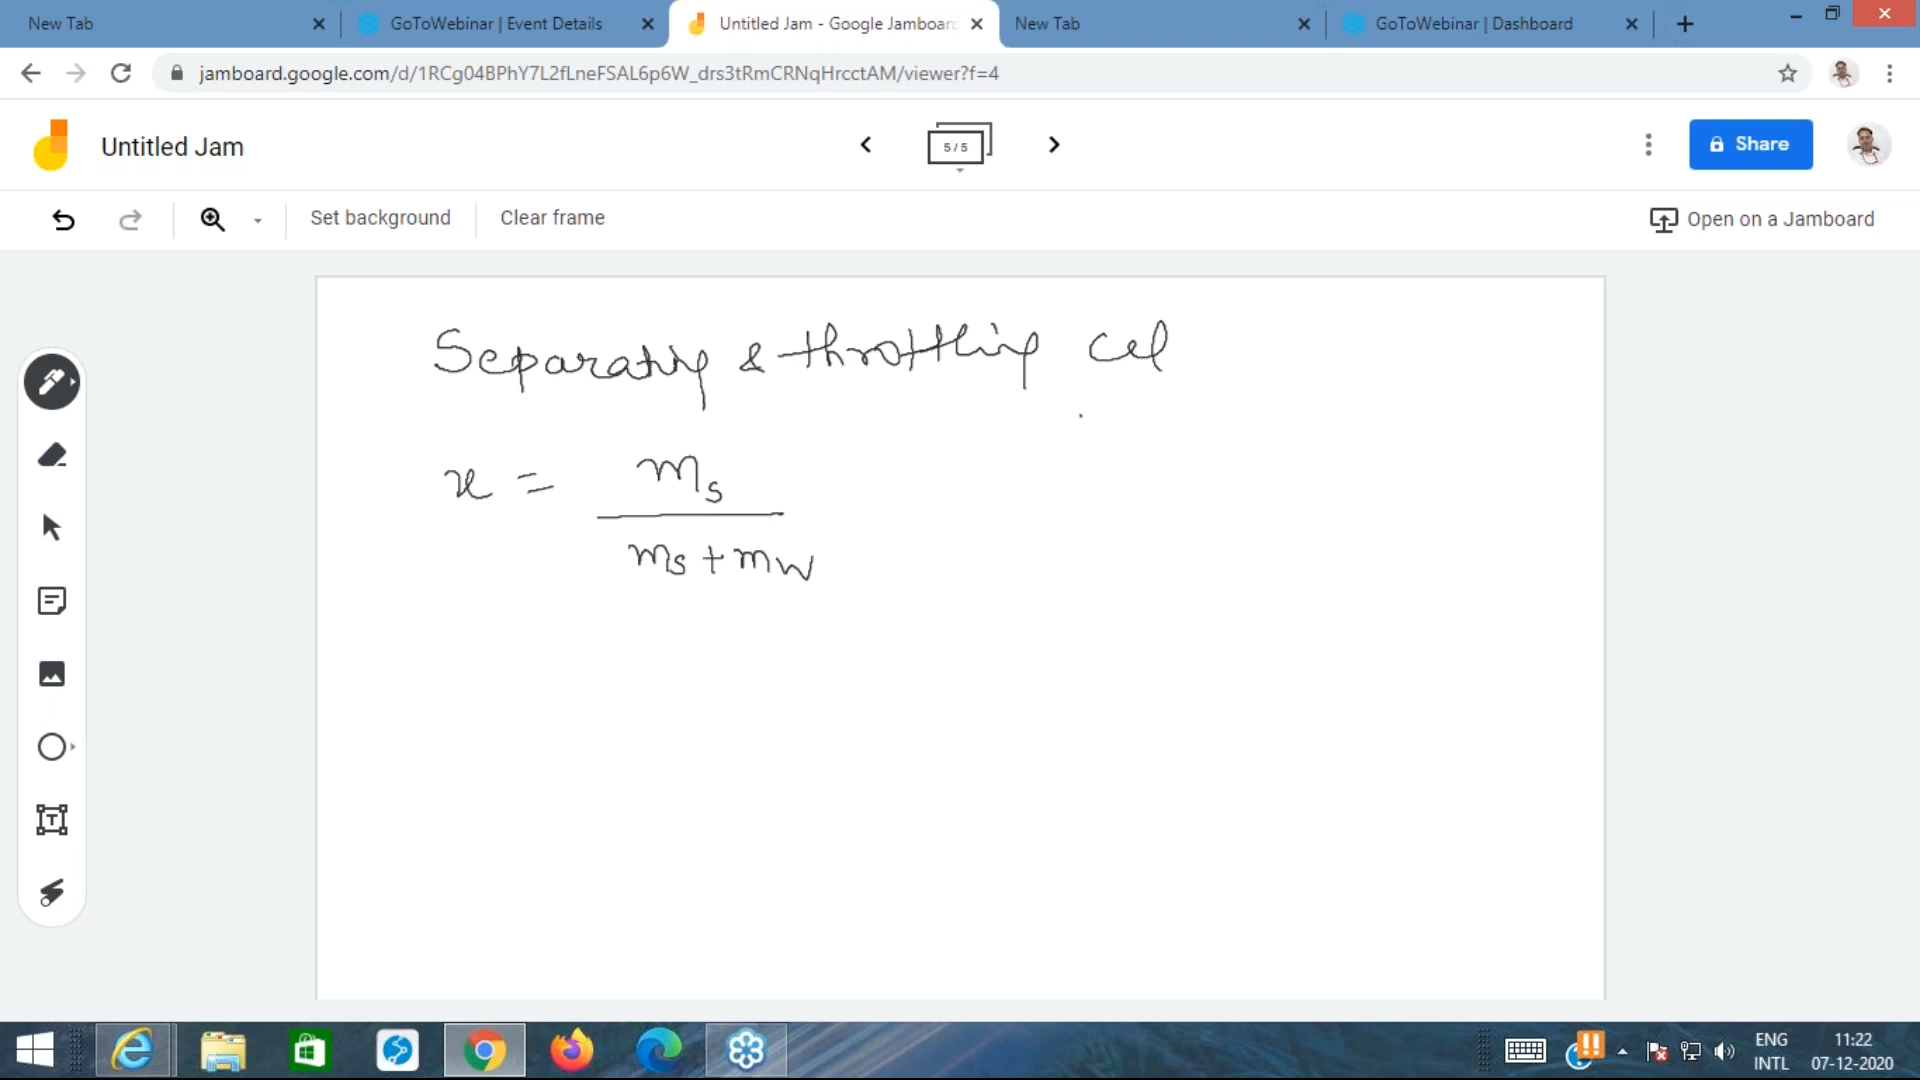 New Tab GoToWebinar | Event Details Untitled Jam - Google Jamboard New Tab GoToWebinar | Dashboard
jamboard.google.com/d/1RCg04BPhY7L2fLneFSAL6p6W_drs3tRmCRNqHrcctAM/viewer?f=4
Untitled Jam 5/5 Share
Set background Clear frame Open on a Jamboard
Separating & throttling cal
x = ms
ms + mw
ENG 11:22
INTL 07-12-2020